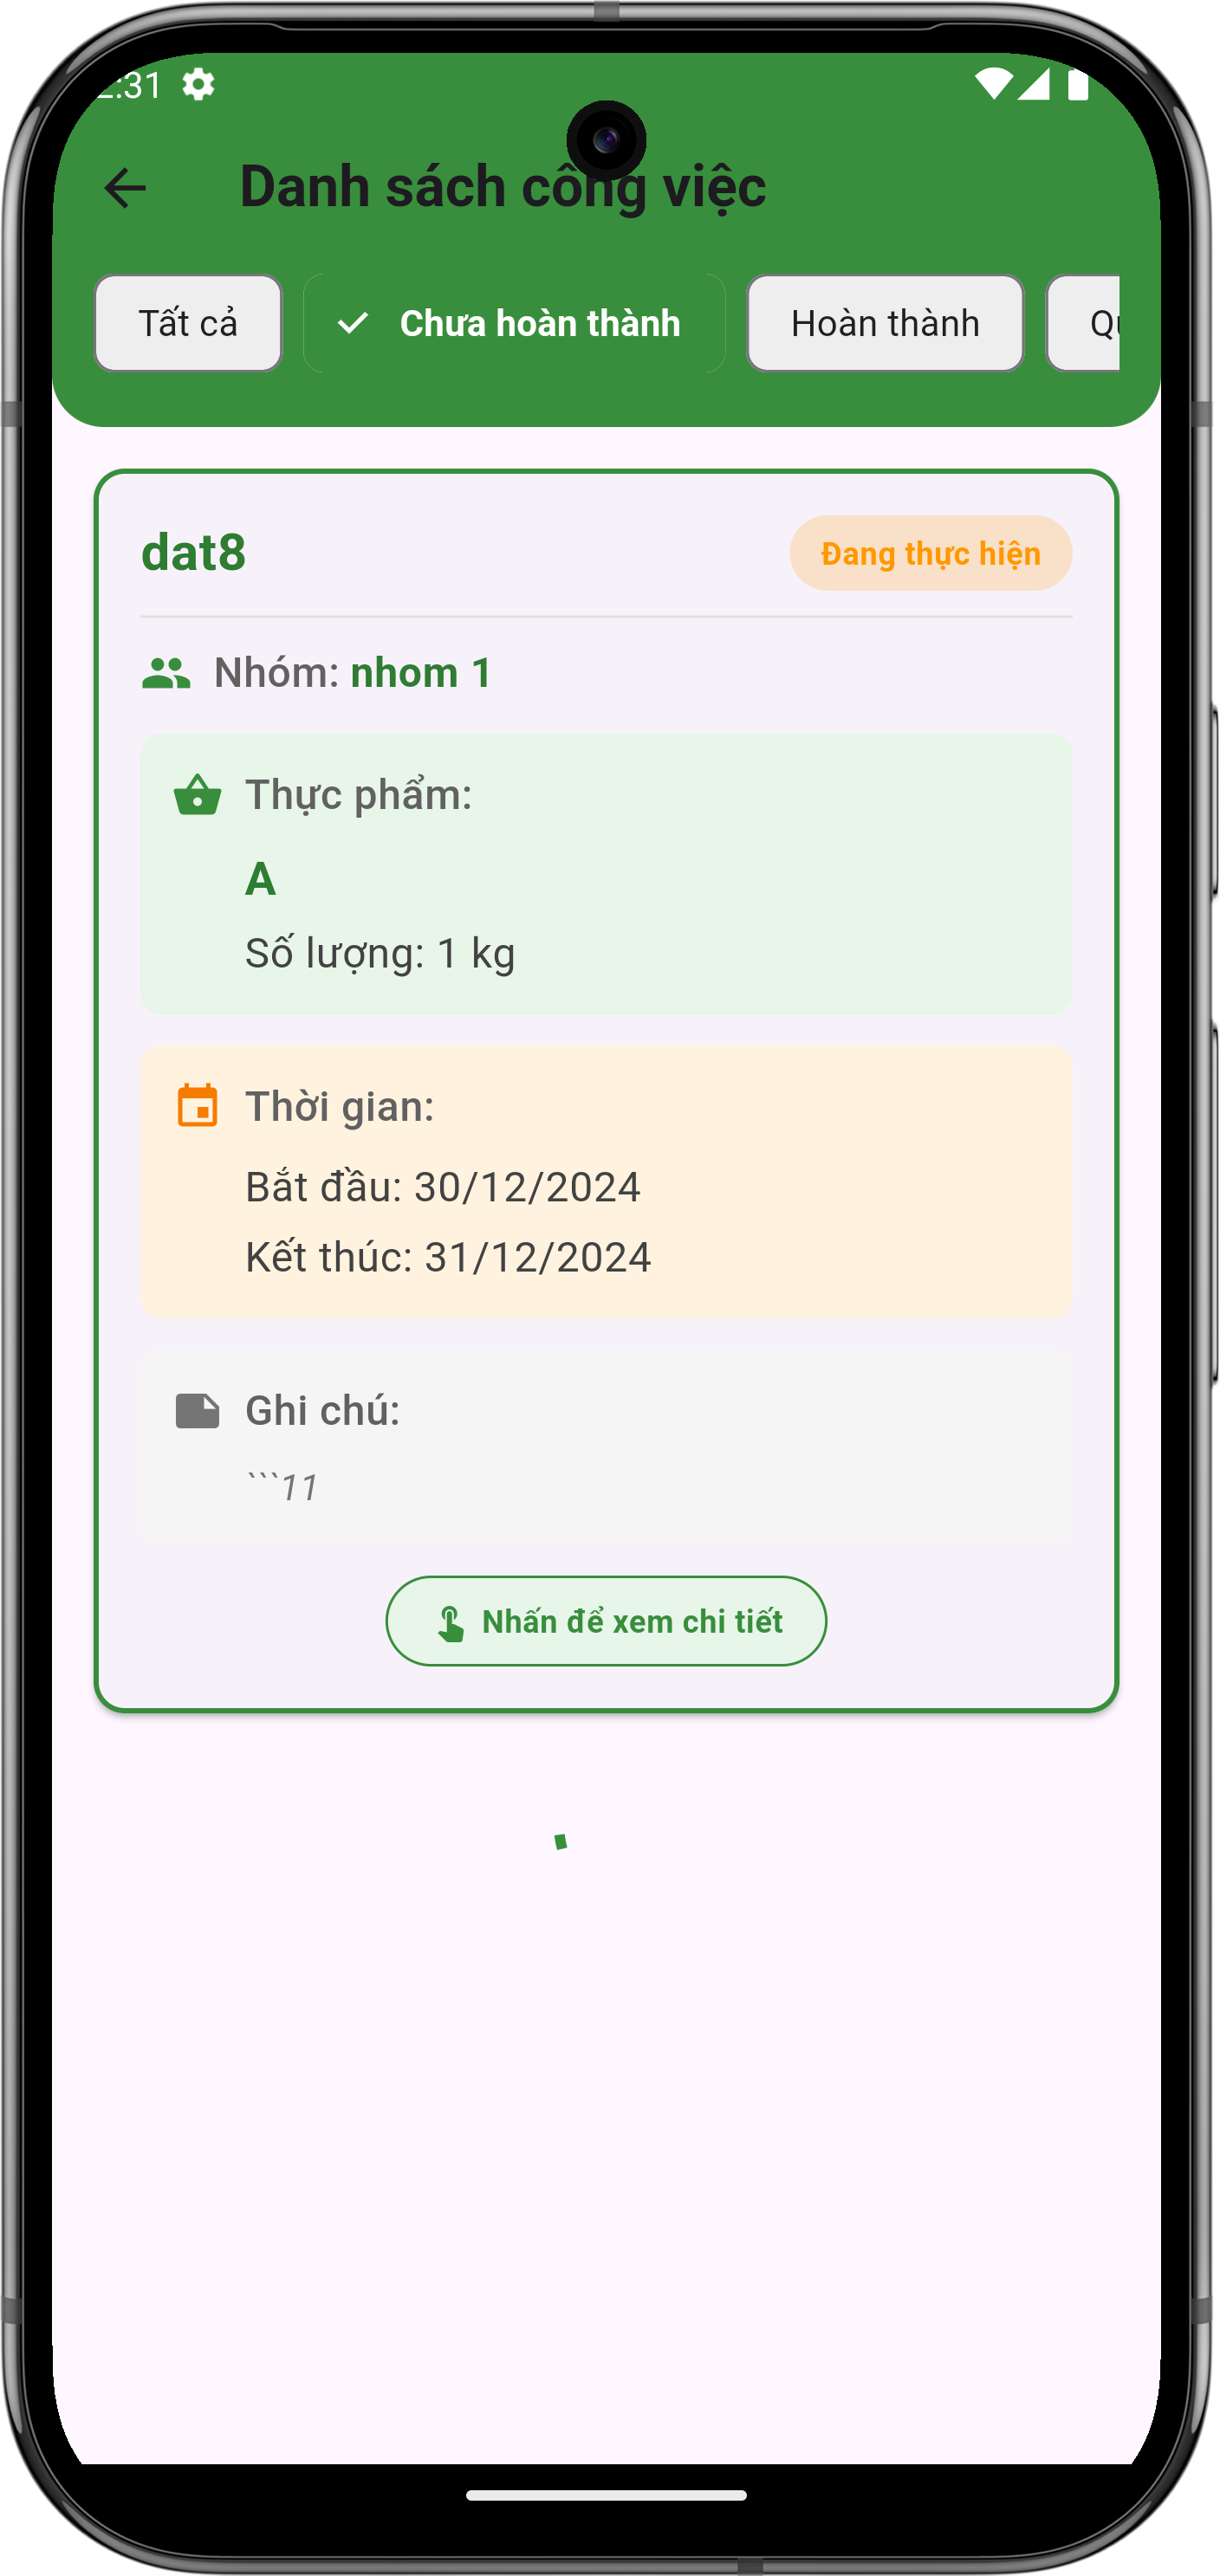 :31
Danh sách công việc
Tất cả
Chưa hoàn thành
Hoàn thành
dat8
Đang thực hiện
Nhóm: nhom 1
Thực phẩm:
A
Số lượng: 1 kg
Thời gian:
Bắt đầu: 30/12/2024
Kết thúc: 31/12/2024
Ghi chú:
```11
Nhấn để xem chi tiết